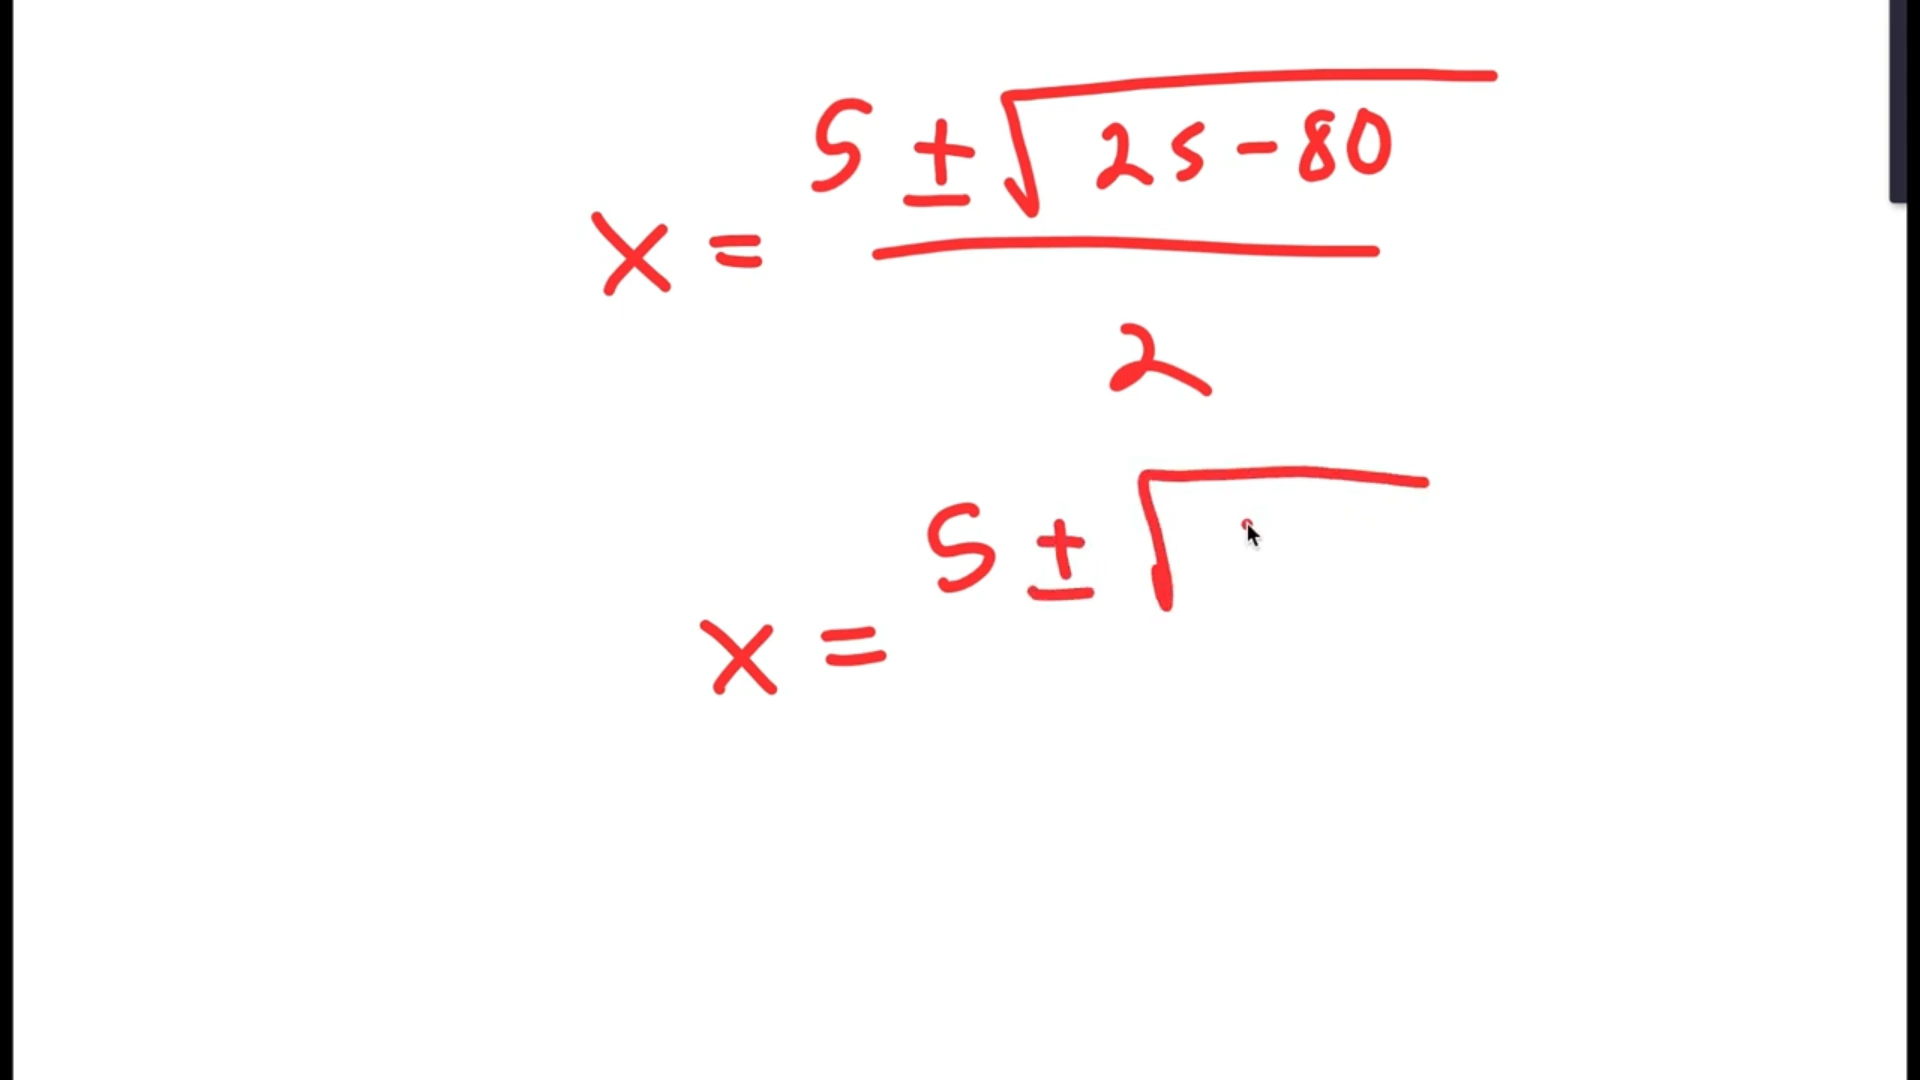 x = 5 ± √25-80
2
x = 5 ± √